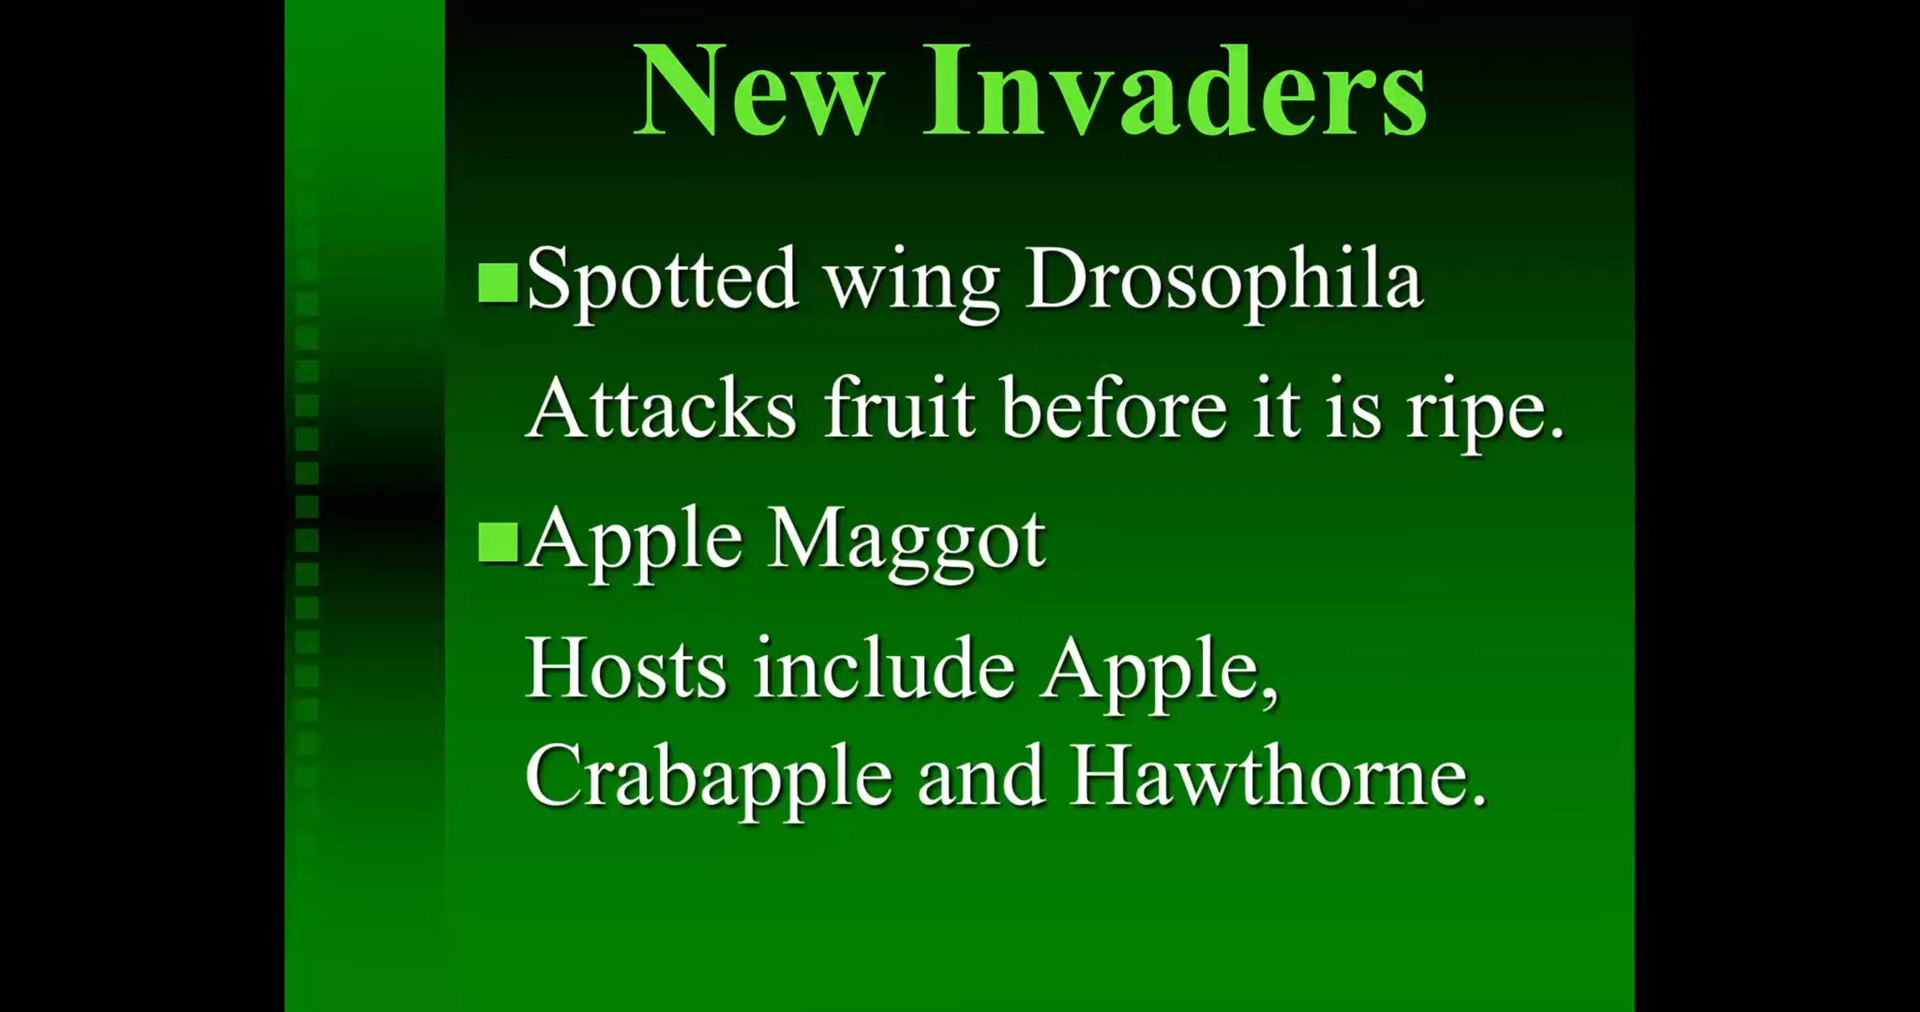 New Invaders
Spotted wing Drosophila
Attacks fruit before it is ripe.
Apple Maggot
Hosts include Apple,
Crabapple and Hawthorne.